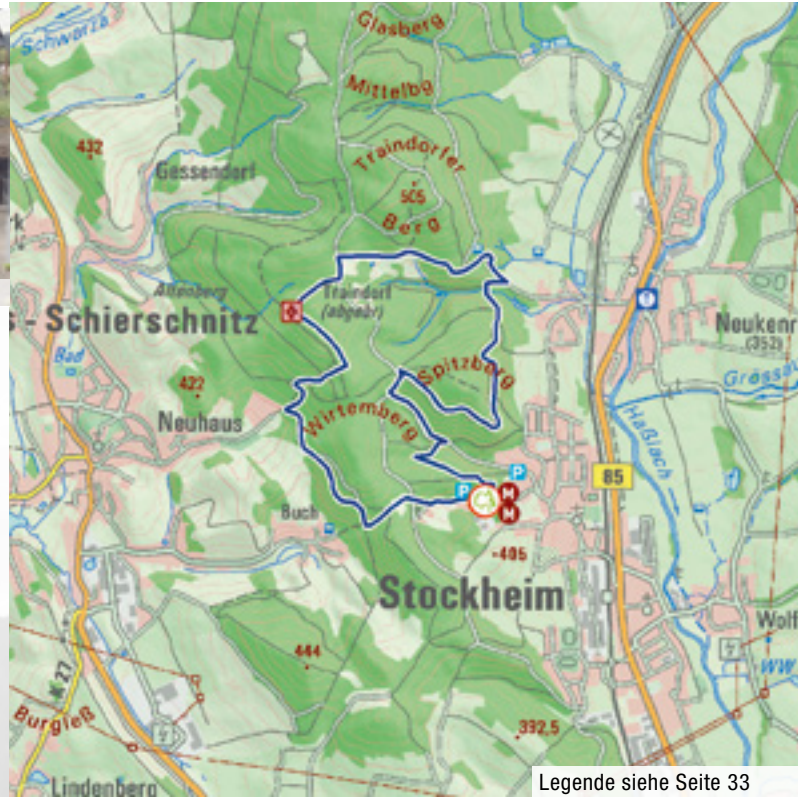 Glasberg
Schwarza
Mittelbg
432
Traindorfer
Gessendorf
505
Berg
Altenberg
Traindorf
(abgebr)
s - Schierschnitz
Neukenr
(352)
Bad
Spitzberg
422
Neuhaus
Wirtemberg
Haßlach
P
85
P
H
H
Buch
-405
Stockheim
Wolf
444
WW
K 27
Burgleß
392,5
Lindenberg
Legende siehe Seite 33